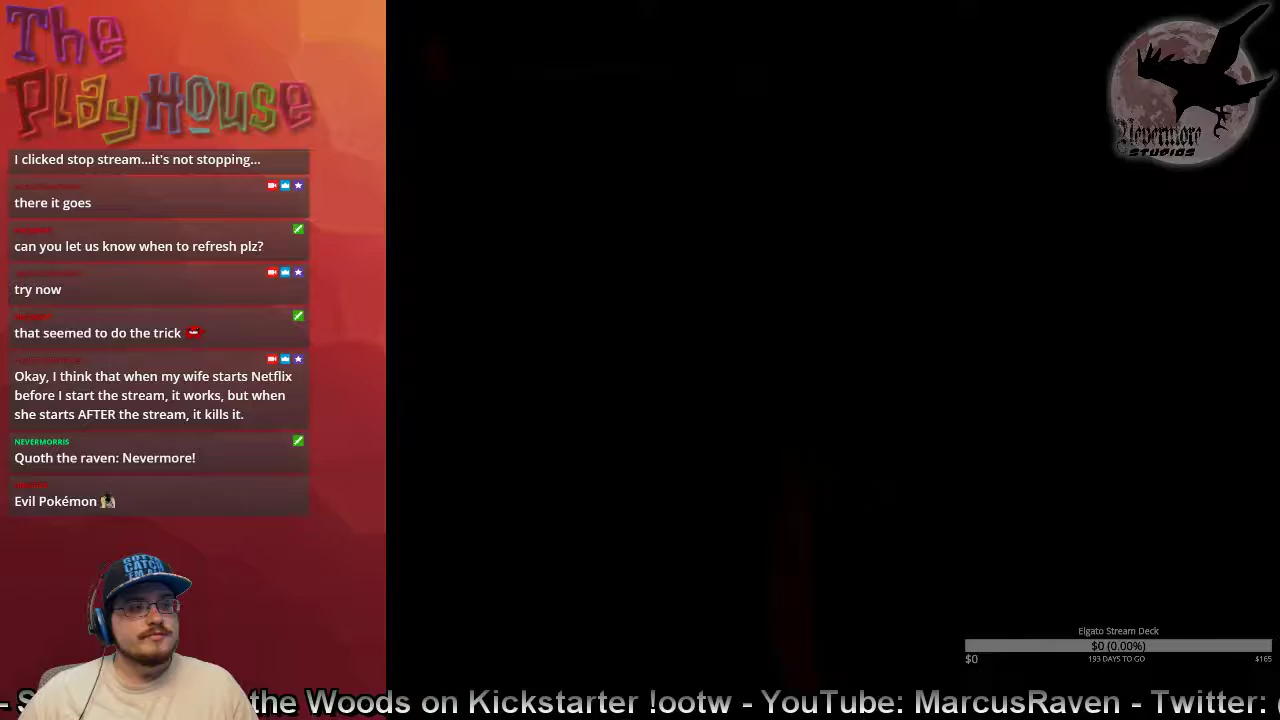 The
PlayHouse
I clicked stop stream...it's not stopping...
there it goes
can you let us know when to refresh plz?
try now
that seemed to do the trick
Okay, I think that when my wife starts Netflix
before I start the stream, it works, but when
she starts AFTER the stream, it kills it.
NEVERMORRIS
Quoth the raven: Nevermore!
Evil Pokémon
GOTTA
CATCH
'EM ALL
Nevermore
STUDIOS
Elgato Stream Deck
$0 (0.00%)
$0
193 DAYS TO GO
$165
- S the Woods on Kickstarter !ootw - YouTube: MarcusRaven - Twitter: